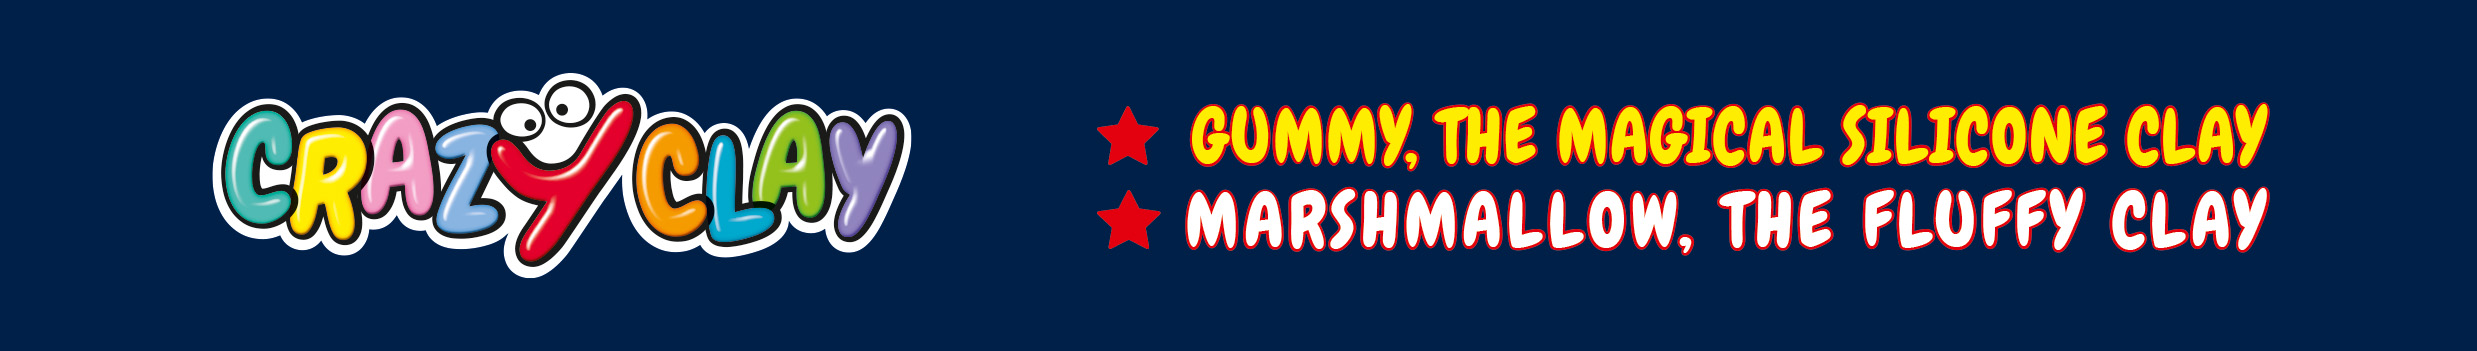 CRAZY CLAY
GUMMY, THE MAGICAL SILICONE CLAY
MARSHMALLOW, THE FLUFFY CLAY